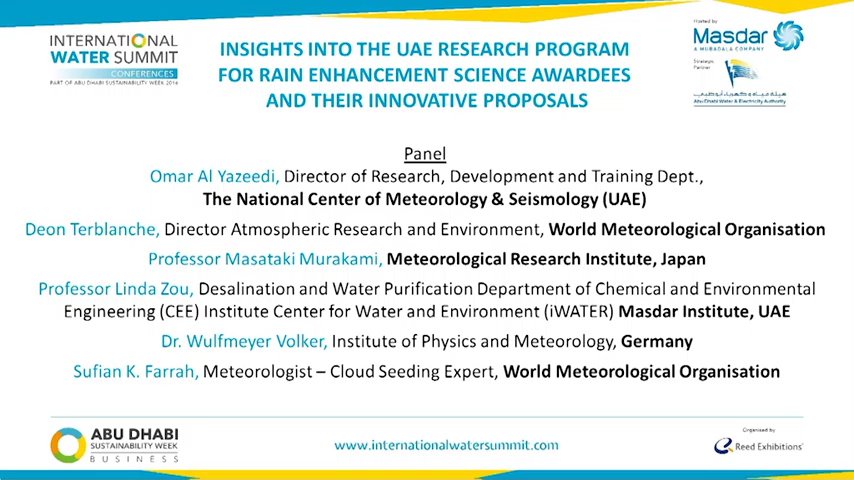 INTERNATIONAL
WATER SUMMIT
CONFERENCES
PART OF ABU DHABI SUSTAINABILITY WEEK 2016
INSIGHTS INTO THE UAE RESEARCH PROGRAM
FOR RAIN ENHANCEMENT SCIENCE AWARDEES
AND THEIR INNOVATIVE PROPOSALS
Hosted by
Masdar
A MUBADALA COMPANY
Strategic
Partner
هيئة مياه و كهرباء أبوظبي
Abu Dhabi Water & Electricity Authority
Panel
Omar Al Yazeedi, Director of Research, Development and Training Dept.,
The National Center of Meteorology & Seismology (UAE)
Deon Terblanche, Director Atmospheric Research and Environment, World Meteorological Organisation
Professor Masataki Murakami, Meteorological Research Institute, Japan
Professor Linda Zou, Desalination and Water Purification Department of Chemical and Environmental
Engineering (CEE) Institute Center for Water and Environment (iWATER) Masdar Institute, UAE
Dr. Wulfmeyer Volker, Institute of Physics and Meteorology, Germany
Sufian K. Farrah, Meteorologist – Cloud Seeding Expert, World Meteorological Organisation
ABU DHABI
SUSTAINABILITY WEEK
BUSINESS
www.internationalwatersummit.com
Organised by
Reed Exhibitions